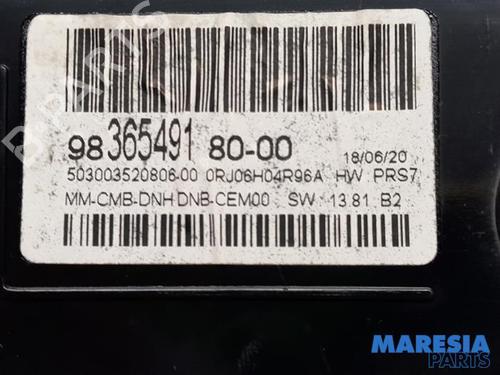 98 365491 80-00
18/06/20
503003520806-00 0RJ06H04R96A HW PRS7
MM-CMB-DNH DNB-CEM00 SW 13.81 B2
B-PARTS
MARESIA
PARTS